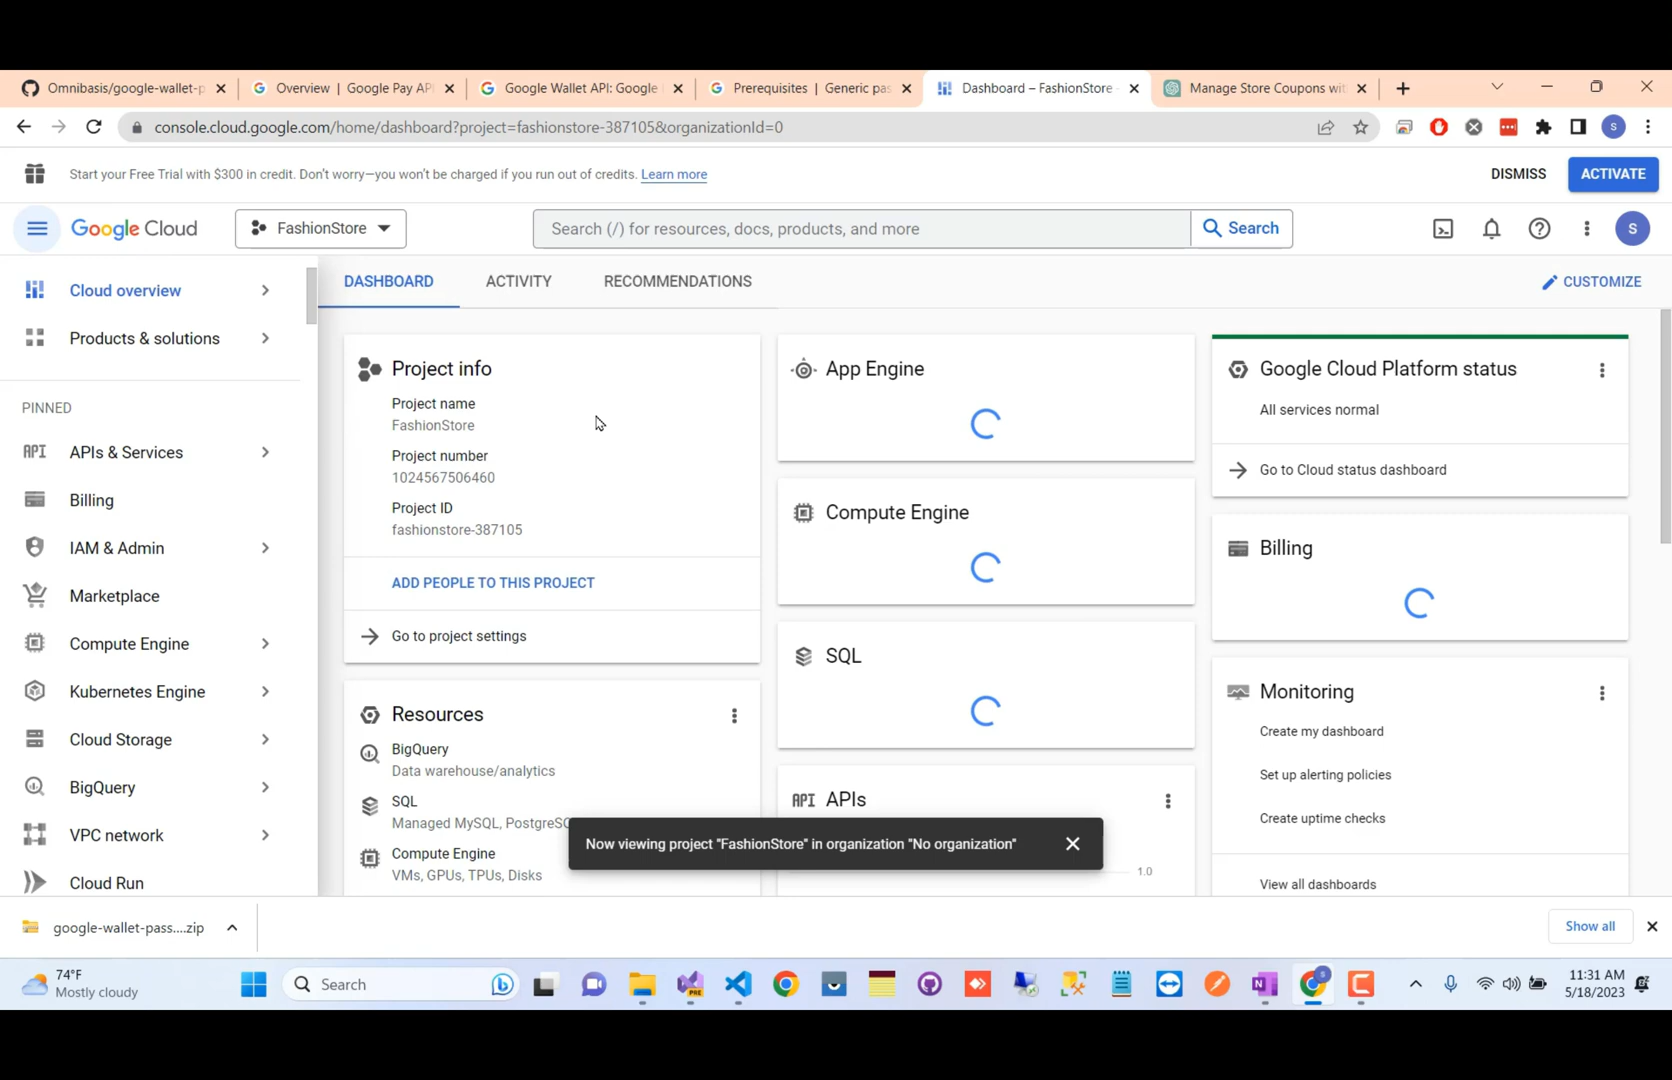 Omnibasis/google-wallet-p
Overview | Google Pay AP
Google Wallet API: Google
Prerequisites | Generic pas
Dashboard – FashionStore
Manage Store Coupons wit
console.cloud.google.com/home/dashboard?project=fashionstore-387105&organizationId=0
S
Start your Free Trial with $300 in credit. Don't worry—you won't be charged if you run out of credits. Learn more
DISMISS
ACTIVATE
Google Cloud
FashionStore
Search (/) for resources, docs, products, and more
Search
S
Cloud overview
Products & solutions
PINNED
API APIs & Services
Billing
IAM & Admin
Marketplace
Compute Engine
Kubernetes Engine
Cloud Storage
BigQuery
VPC network
Cloud Run
DASHBOARD
ACTIVITY
RECOMMENDATIONS
CUSTOMIZE
Project info
Project name
FashionStore
Project number
1024567506460
Project ID
fashionstore-387105
ADD PEOPLE TO THIS PROJECT
Go to project settings
Resources
BigQuery
Data warehouse/analytics
SQL
Managed MySQL, PostgreSQ
Compute Engine
VMs, GPUs, TPUs, Disks
App Engine
Compute Engine
SQL
API APIs
1.0
Google Cloud Platform status
All services normal
Go to Cloud status dashboard
Billing
Monitoring
Create my dashboard
Set up alerting policies
Create uptime checks
View all dashboards
Now viewing project "FashionStore" in organization "No organization"
google-wallet-pass....zip
Show all
74°F
Mostly cloudy
Search
PRE
S
11:31 AM
5/18/2023